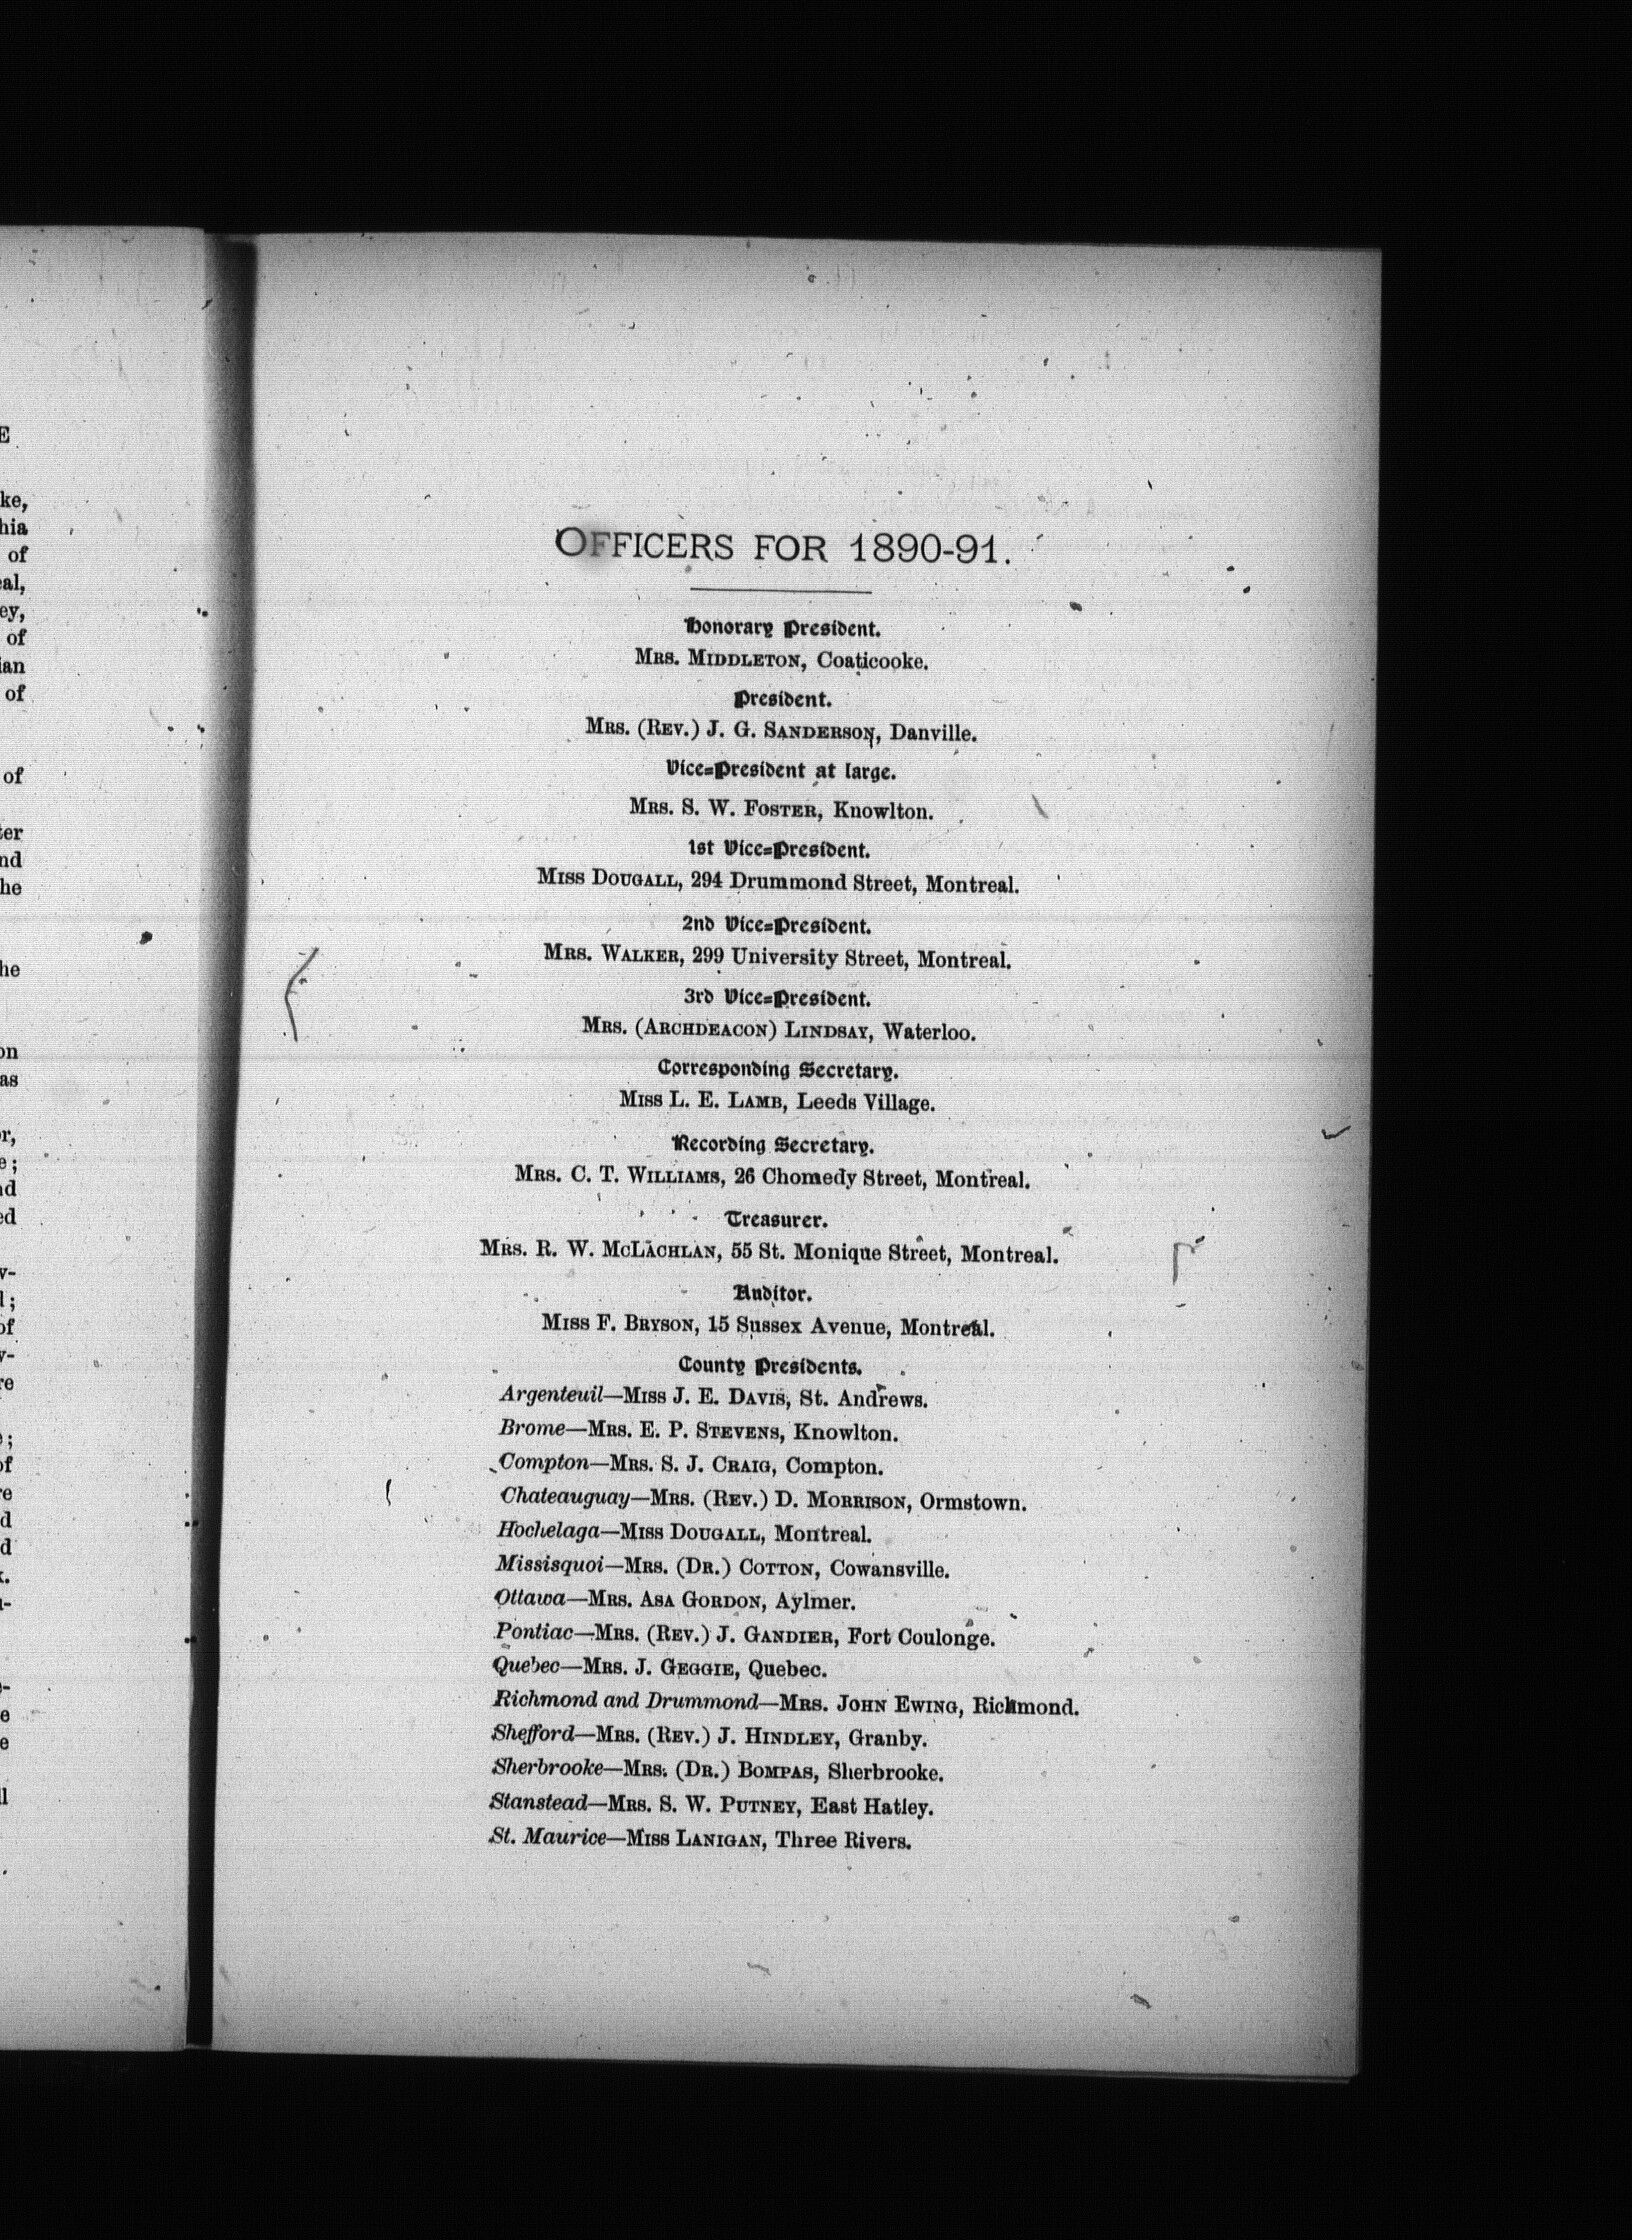 OFFICERS FOR 1890-91.
Honorary President.
MRS. MIDDLETON, Coaticooke.
President.
MRS. (REV.) J. G. SANDERSON, Danville.
Vice-President at large.
MRS. S. W. FOSTER, Knowlton.
1st Vice-President.
MISS DOUGALL, 294 Drummond Street, Montreal.
2nd Vice-President.
MRS. WALKER, 299 University Street, Montreal.
3rd Vice-President.
MRS. (ARCHDEACON) LINDSAY, Waterloo.
Corresponding Secretary.
MISS L. E. LAMB, Leeds Village.
Recording Secretary.
MRS. C. T. WILLIAMS, 26 Chomedy Street, Montreal.
Treasurer.
MRS. R. W. MCLACHLAN, 55 St. Monique Street, Montreal.
Auditor.
MISS F. BRYSON, 15 Sussex Avenue, Montreal.
County Presidents.
Argenteuil—MISS J. E. DAVIS, St. Andrews.
Brome—MRS. E. P. STEVENS, Knowlton.
Compton—MRS. S. J. CRAIG, Compton.
Chateauguay—MRS. (REV.) D. MORRISON, Ormstown.
Hochelaga—MISS DOUGALL, Montreal.
Missisquoi—MRS. (DR.) COTTON, Cowansville.
Ottawa—MRS. ASA GORDON, Aylmer.
Pontiac—MRS. (REV.) J. GANDIER, Fort Coulonge.
Quebec—MRS. J. GEGGIE, Quebec.
Richmond and Drummond—MRS. JOHN EWING, Richmond.
Shefford—MRS. (REV.) J. HINDLEY, Granby.
Sherbrooke—MRS. (DR.) BOMPAS, Sherbrooke.
Stanstead—MRS. S. W. PUTNEY, East Hatley.
St. Maurice—MISS LANIGAN, Three Rivers.